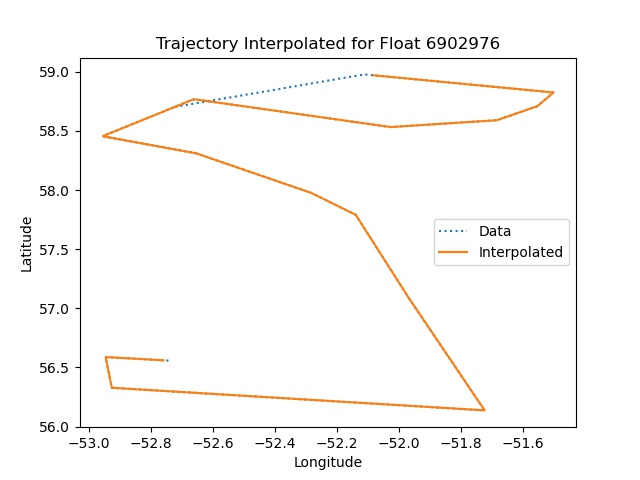 Trajectory Interpolated for Float 6902976
59.0
58.5
58.0
57.5
57.0
56.5
56.0
Latitude
Data
Interpolated
−53.0 −52.8 −52.6 −52.4 −52.2 −52.0 −51.8 −51.6
Longitude